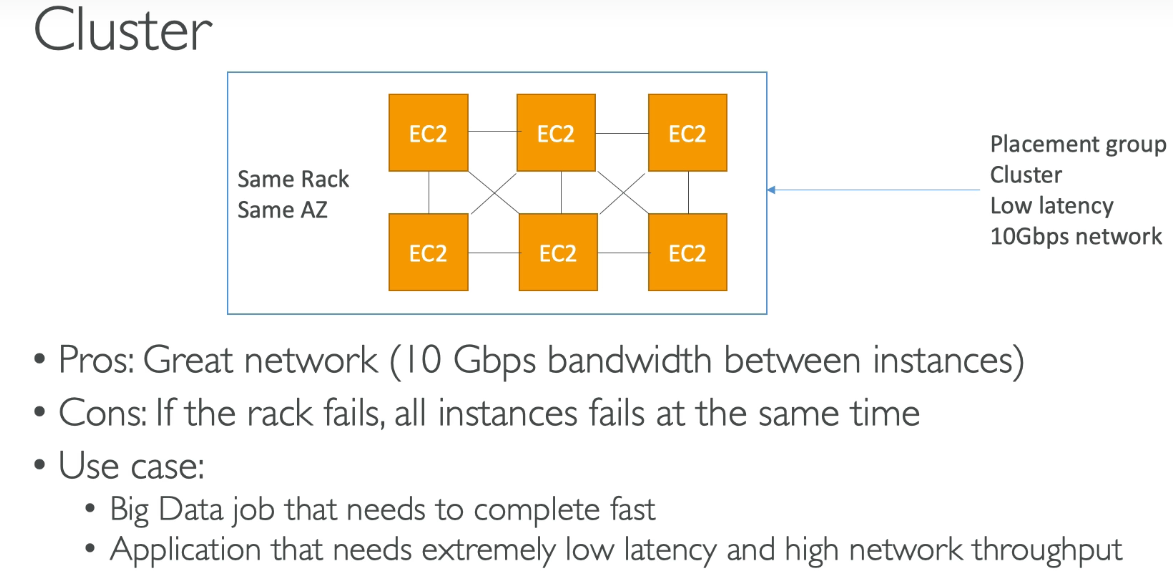 Cluster
EC2 EC2 EC2
Same Rack
Same AZ
EC2 EC2 EC2
Placement group
Cluster
Low latency
10Gbps network
• Pros: Great network (10 Gbps bandwidth between instances)
• Cons: If the rack fails, all instances fails at the same time
• Use case:
• Big Data job that needs to complete fast
• Application that needs extremely low latency and high network throughput